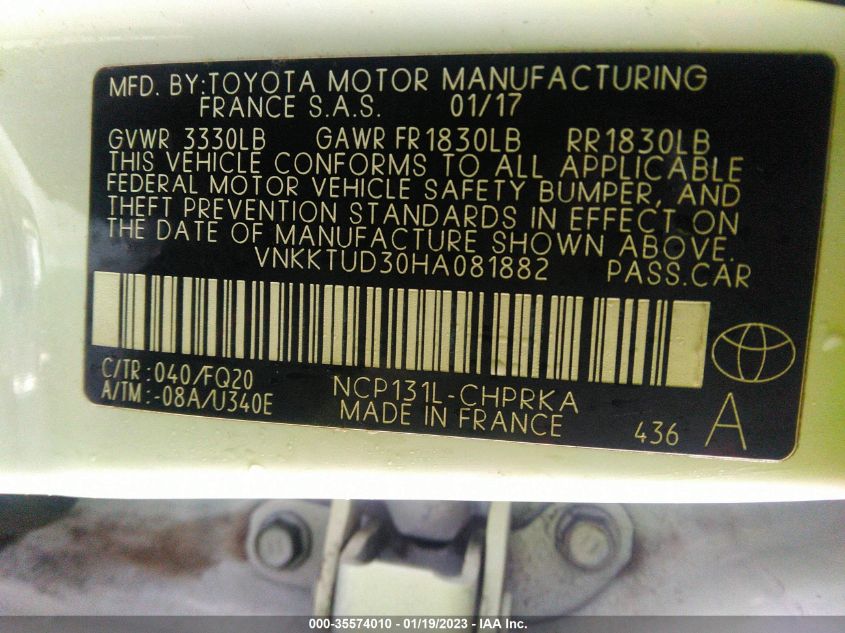 MFD. BY:TOYOTA MOTOR MANUFACTURING
FRANCE S.A.S. 01/17
GVWR 3330LB GAWR FR1830LB RR1830LB
THIS VEHICLE CONFORMS TO ALL APPLICABLE
FEDERAL MOTOR VEHICLE SAFETY BUMPER, AND
THEFT PREVENTION STANDARDS IN EFFECT ON
THE DATE OF MANUFACTURE SHOWN ABOVE.
VNKKTUD30HA081882 PASS.CAR
C/TR: 040/FQ20 NCP131L-CHPRKA
A/TM: -08A/U340E MADE IN FRANCE
436 A
000-35574010 - 01/19/2023 - IAA Inc.